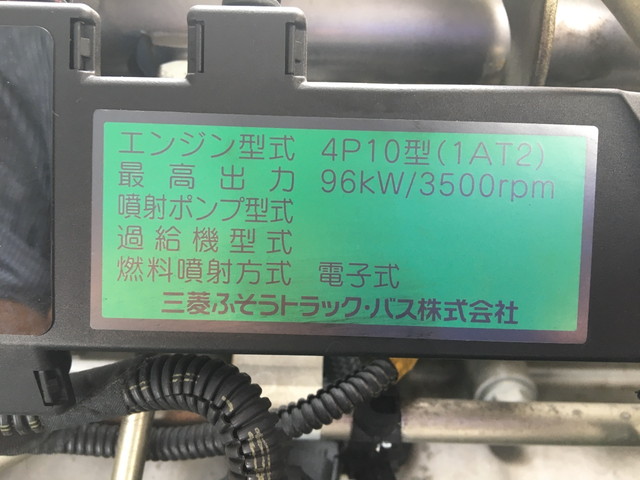 エンジン型式 4P10型(1AT2)
最高出力 96kW/3500rpm
噴射ポンプ型式
過給機型式
燃料噴射方式 電子式
三菱ふそうトラック・バス株式会社